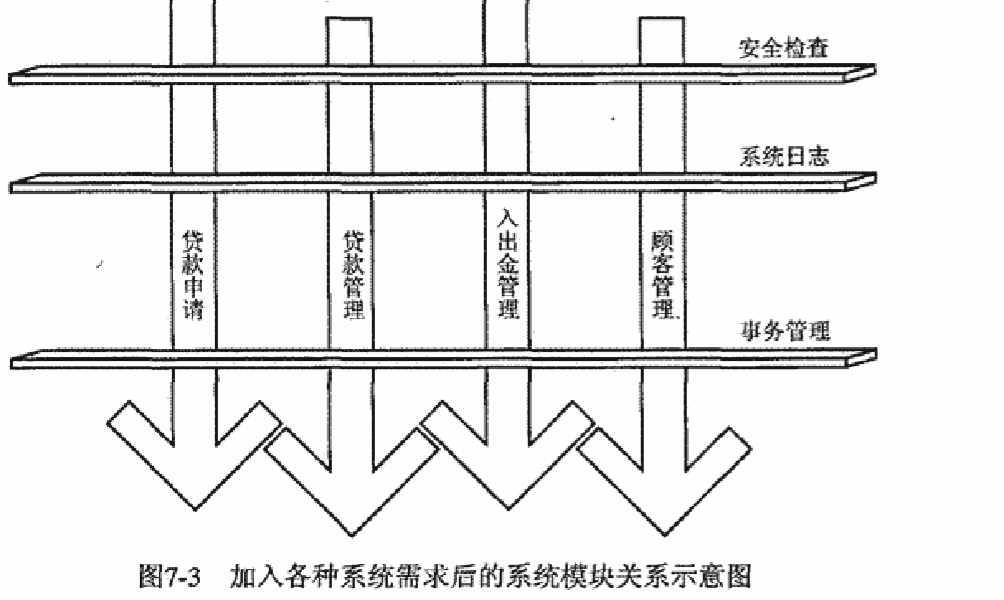 安全检查
系统日志
贷款申请
贷款管理
入出金管理
顾客管理
事务管理
图7-3 加入各种系统需求后的系统模块关系示意图